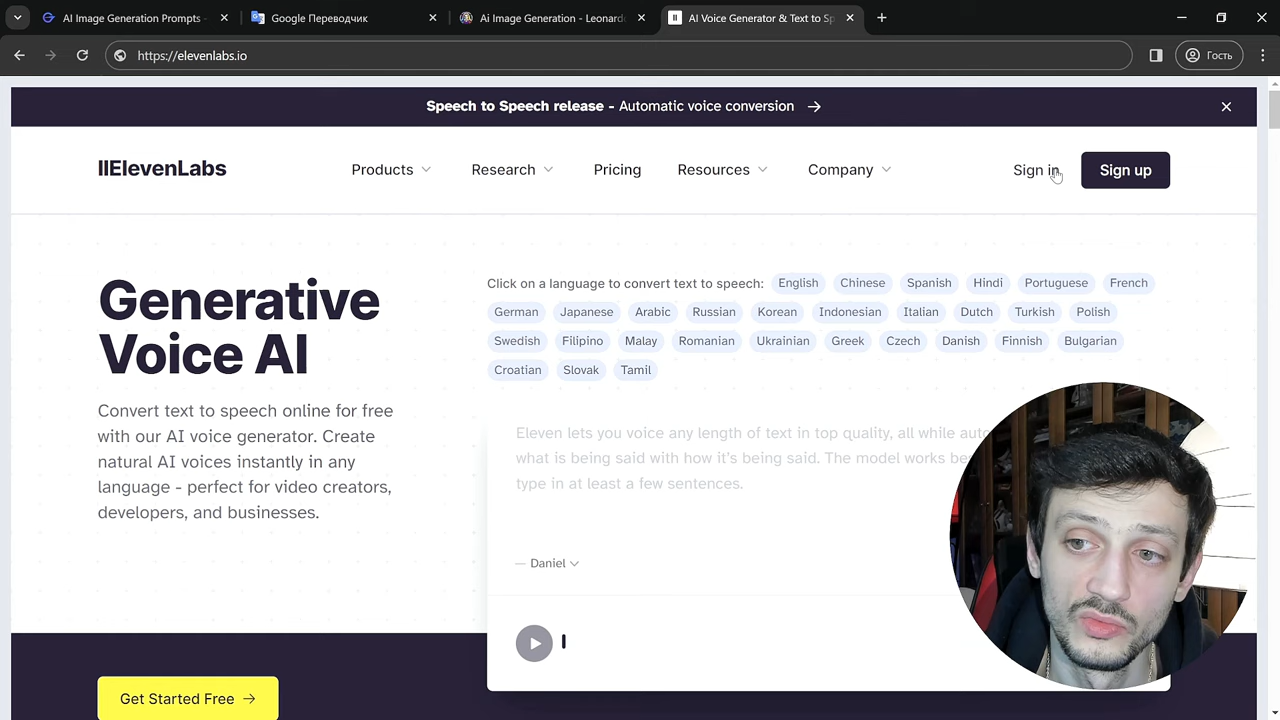 AI Image Generation Prompts -
Google Переводчик
Ai Image Generation - Leonardo
AI Voice Generator & Text to Sp
https://elevenlabs.io
Гость
Speech to Speech release - Automatic voice conversion →
IIElevenLabs
Products
Research
Pricing
Resources
Company
Sign in
Sign up
Generative
Voice AI
Convert text to speech online for free
with our AI voice generator. Create
natural AI voices instantly in any
language - perfect for video creators,
developers, and businesses.
Get Started Free →
Click on a language to convert text to speech: English Chinese Spanish Hindi Portuguese French
German Japanese Arabic Russian Korean Indonesian Italian Dutch Turkish Polish
Swedish Filipino Malay Romanian Ukrainian Greek Czech Danish Finnish Bulgarian
Croatian Slovak Tamil
Eleven lets you voice any length of text in top quality, all while
what is being said with how it's being said. The model works
type in at least a few sentences.
— Daniel